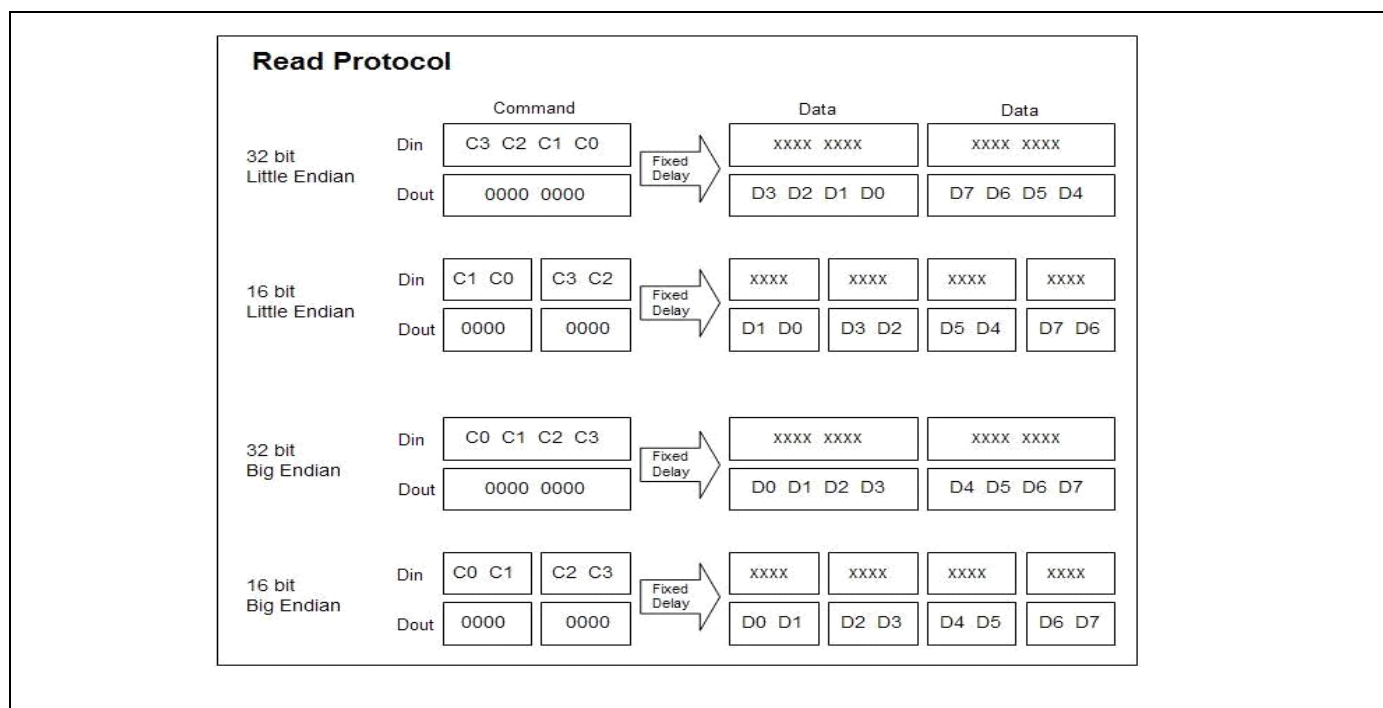 Read Protocol
Command Data Data
32 bit
Little Endian
Din C3 C2 C1 C0 Fixed Delay xxxx xxxx xxxx xxxx
Dout 0000 0000 D3 D2 D1 D0 D7 D6 D5 D4
16 bit
Little Endian
Din C1 C0 C3 C2 Fixed Delay xxxx xxxx xxxx xxxx
Dout 0000 0000 D1 D0 D3 D2 D5 D4 D7 D6
32 bit
Big Endian
Din C0 C1 C2 C3 Fixed Delay xxxx xxxx xxxx xxxx
Dout 0000 0000 D0 D1 D2 D3 D4 D5 D6 D7
16 bit
Big Endian
Din C0 C1 C2 C3 Fixed Delay xxxx xxxx xxxx xxxx
Dout 0000 0000 D0 D1 D2 D3 D4 D5 D6 D7